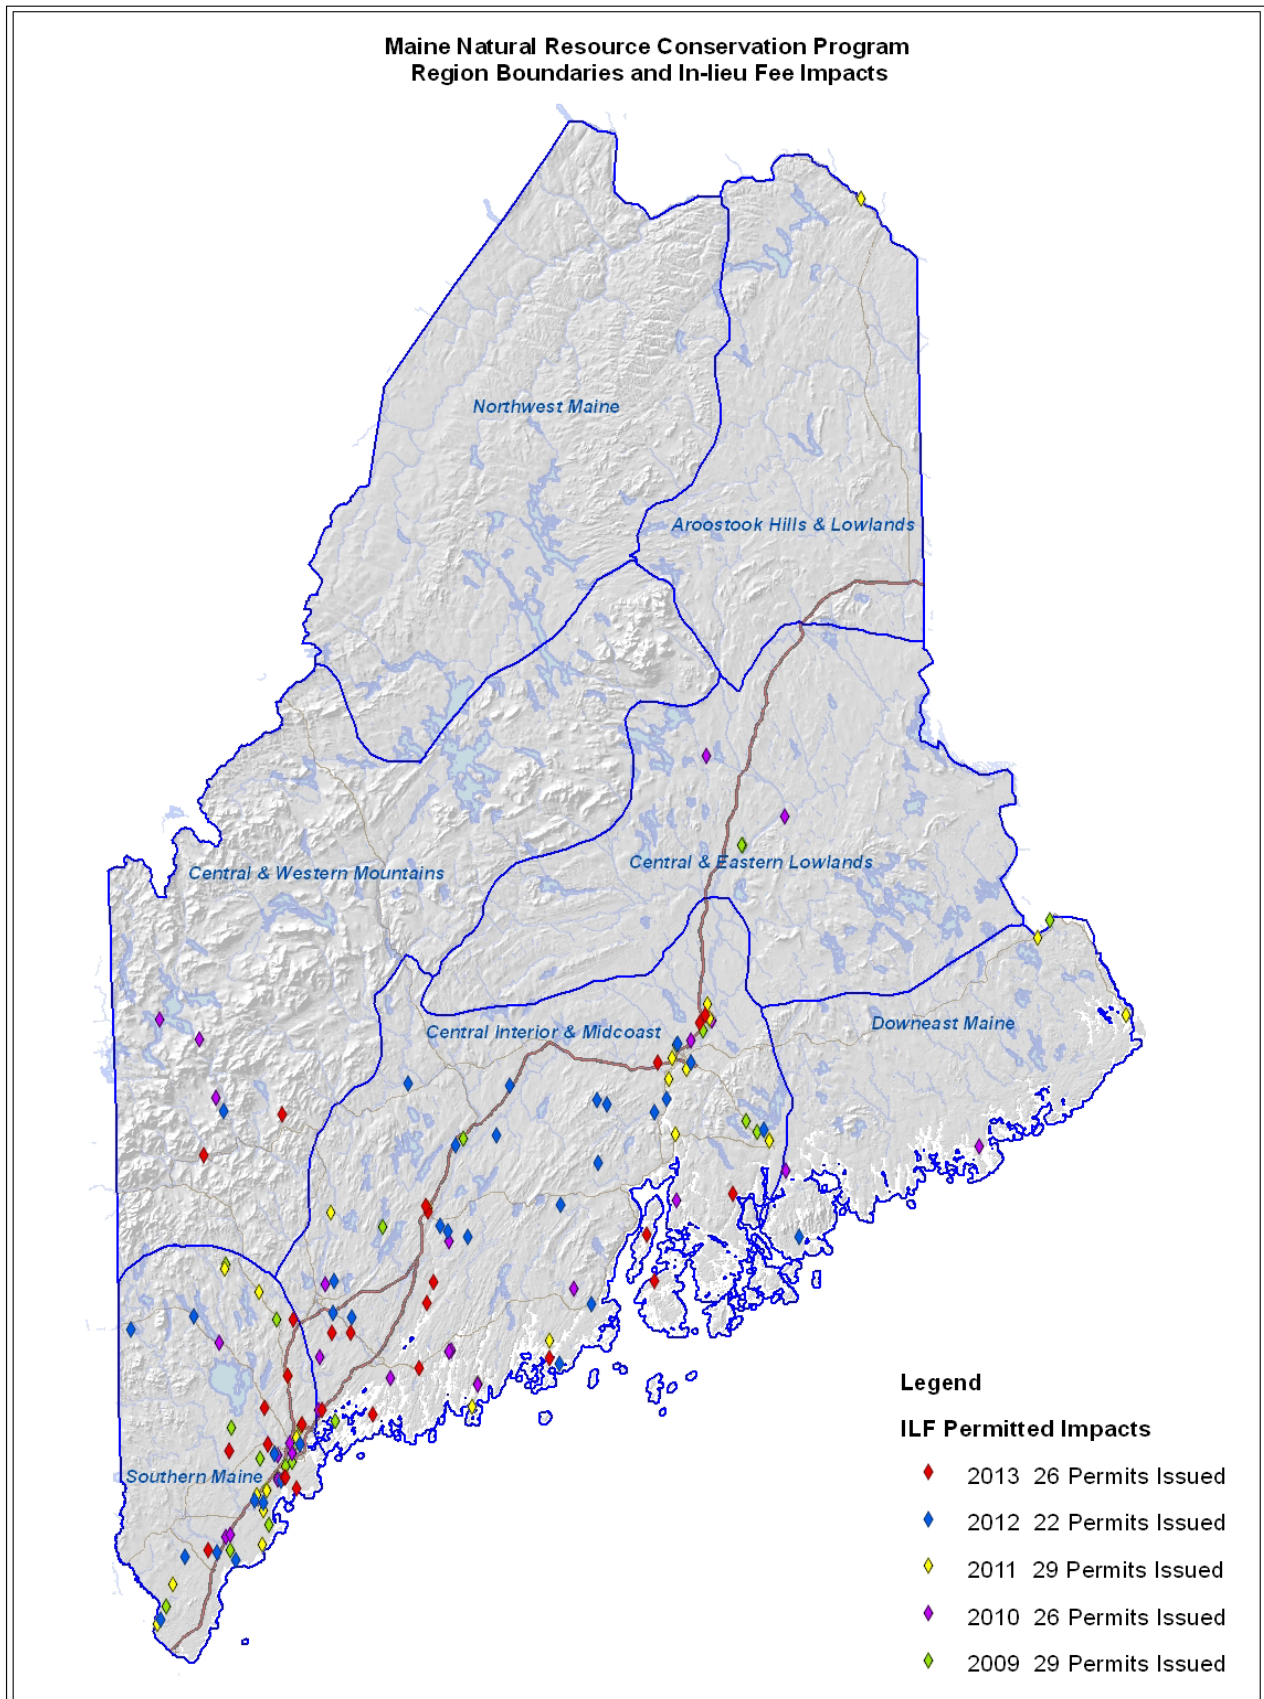 Maine Natural Resource Conservation Program
Region Boundaries and In-lieu Fee Impacts
Northwest Maine
Aroostook Hills & Lowlands
Central & Western Mountains
Central & Eastern Lowlands
Central Interior & Midcoast
Downeast Maine
Southern Maine
Legend
ILF Permitted Impacts
2013 26 Permits Issued
2012 22 Permits Issued
2011 29 Permits Issued
2010 26 Permits Issued
2009 29 Permits Issued